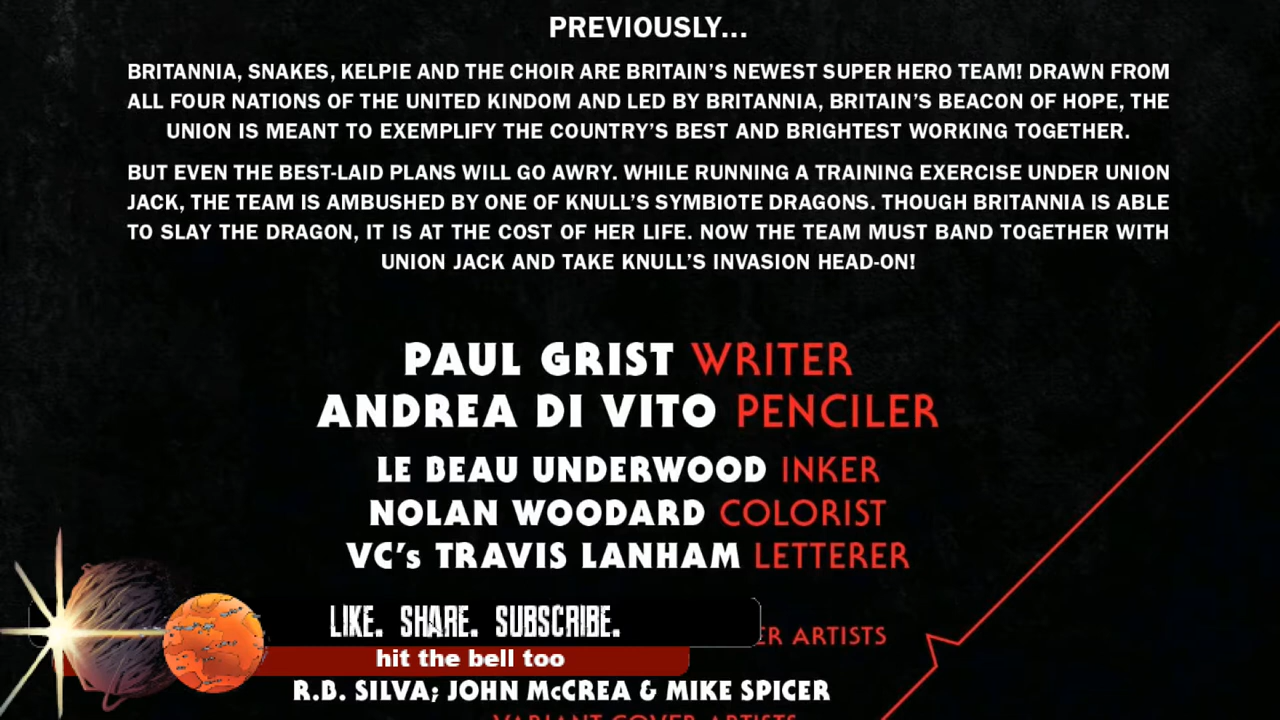 PREVIOUSLY...
BRITANNIA, SNAKES, KELPIE AND THE CHOIR ARE BRITAIN'S NEWEST SUPER HERO TEAM! DRAWN FROM
ALL FOUR NATIONS OF THE UNITED KINDOM AND LED BY BRITANNIA, BRITAIN'S BEACON OF HOPE, THE
UNION IS MEANT TO EXEMPLIFY THE COUNTRY'S BEST AND BRIGHTEST WORKING TOGETHER.
BUT EVEN THE BEST-LAID PLANS WILL GO AWRY. WHILE RUNNING A TRAINING EXERCISE UNDER UNION
JACK, THE TEAM IS AMBUSHED BY ONE OF KNULL'S SYMBIOTE DRAGONS. THOUGH BRITANNIA IS ABLE
TO SLAY THE DRAGON, IT IS AT THE COST OF HER LIFE. NOW THE TEAM MUST BAND TOGETHER WITH
UNION JACK AND TAKE KNULL'S INVASION HEAD-ON!
PAUL GRIST WRITER
ANDREA DI VITO PENCILER
LE BEAU UNDERWOOD INKER
NOLAN WOODARD COLORIST
VC's TRAVIS LANHAM LETTERER
LIKE. SHARE. SUBSCRIBE.
ER ARTISTS
hit the bell too
R.B. SILVA; JOHN McCREA & MIKE SPICER
VARIANT COVER ARTISTS